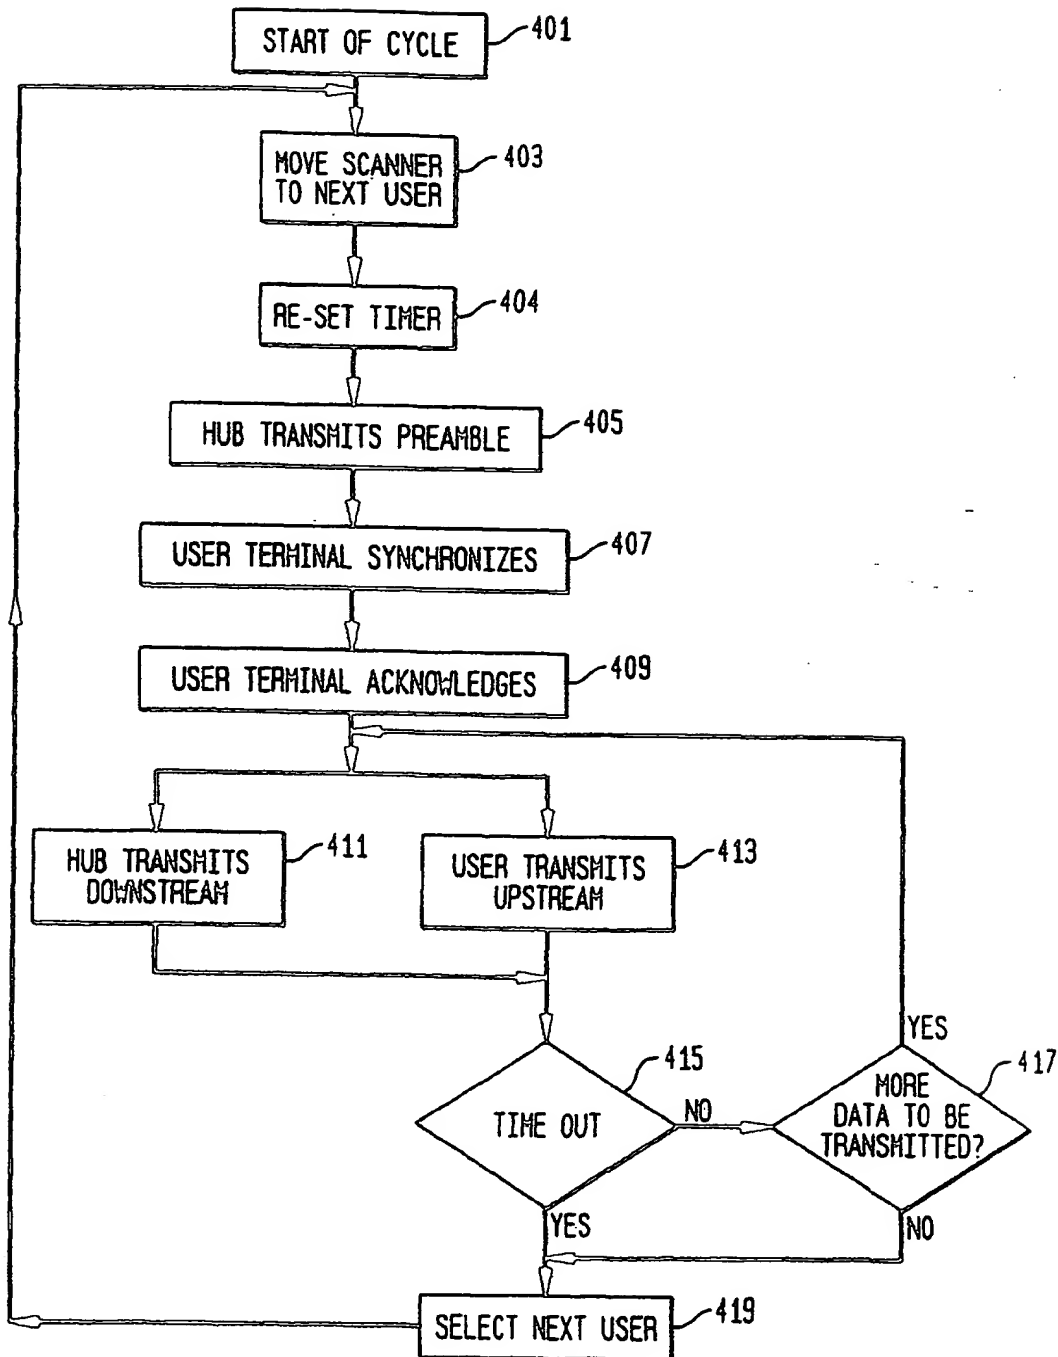 START OF CYCLE
401
MOVE SCANNER
TO NEXT USER
403
RE-SET TIMER
404
HUB TRANSMITS PREAMBLE
405
USER TERMINAL SYNCHRONIZES
407
USER TERMINAL ACKNOWLEDGES
409
HUB TRANSMITS
DOWNSTREAM
411
USER TRANSMITS
UPSTREAM
413
TIME OUT
415
NO
YES
MORE
DATA TO BE
TRANSMITTED?
417
YES
NO
SELECT NEXT USER
419